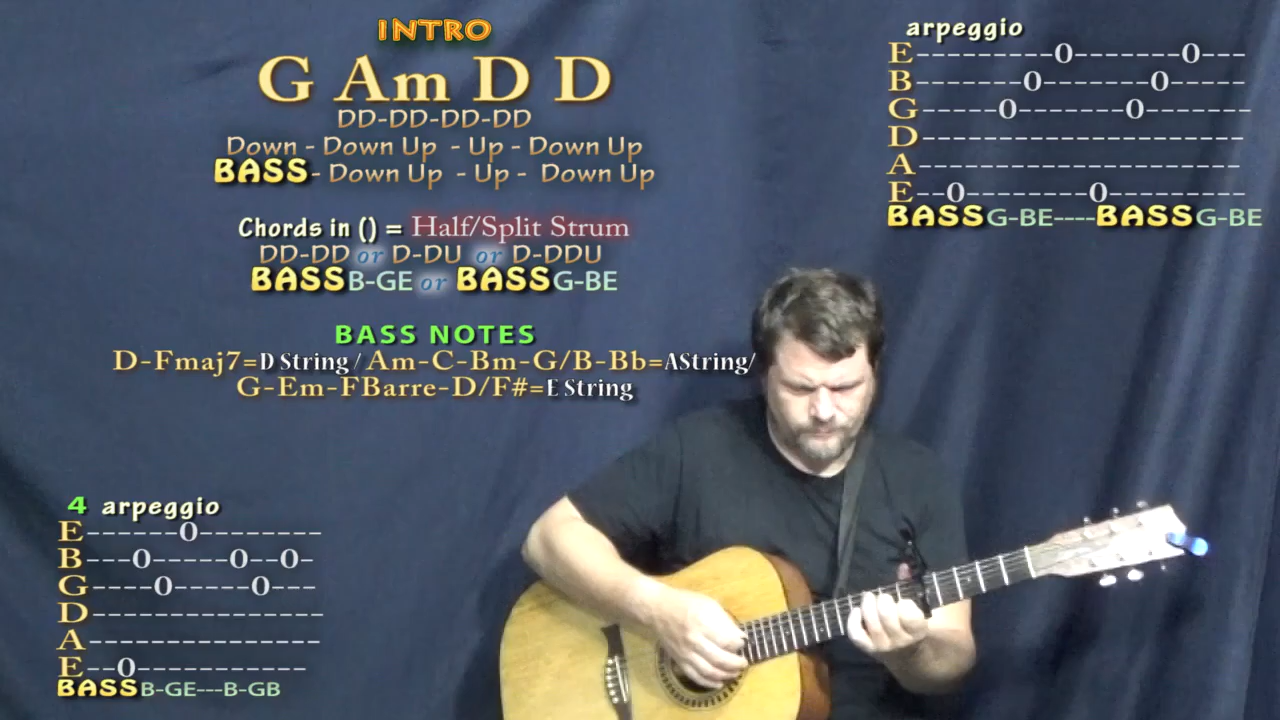 INTRO
G Am D D
DD-DD-DD-DD
Down - Down Up - Up - Down Up
BASS- Down Up - Up - Down Up
Chords in () = Half/Split Strum
DD-DD or D-DU or D-DDU
BASSB-GE or BASSG-BE
BASS NOTES
D-Fmaj7=D String / Am-C-Bm-G/B-Bb=AString/
G-Em-FBarre-D/F#=E String
arpeggio
E----------0--------0---
B--------0--------0-----
G------0--------0--------
D-----------------------
A-----------------------
E--0---------0----------
BASSG-BE----BASSG-BE
4 arpeggio
E------0--------
B---0-----0--0-
G----0-----0----
D---------------
A---------------
E--0-----------
BASSB-GE---B-GB